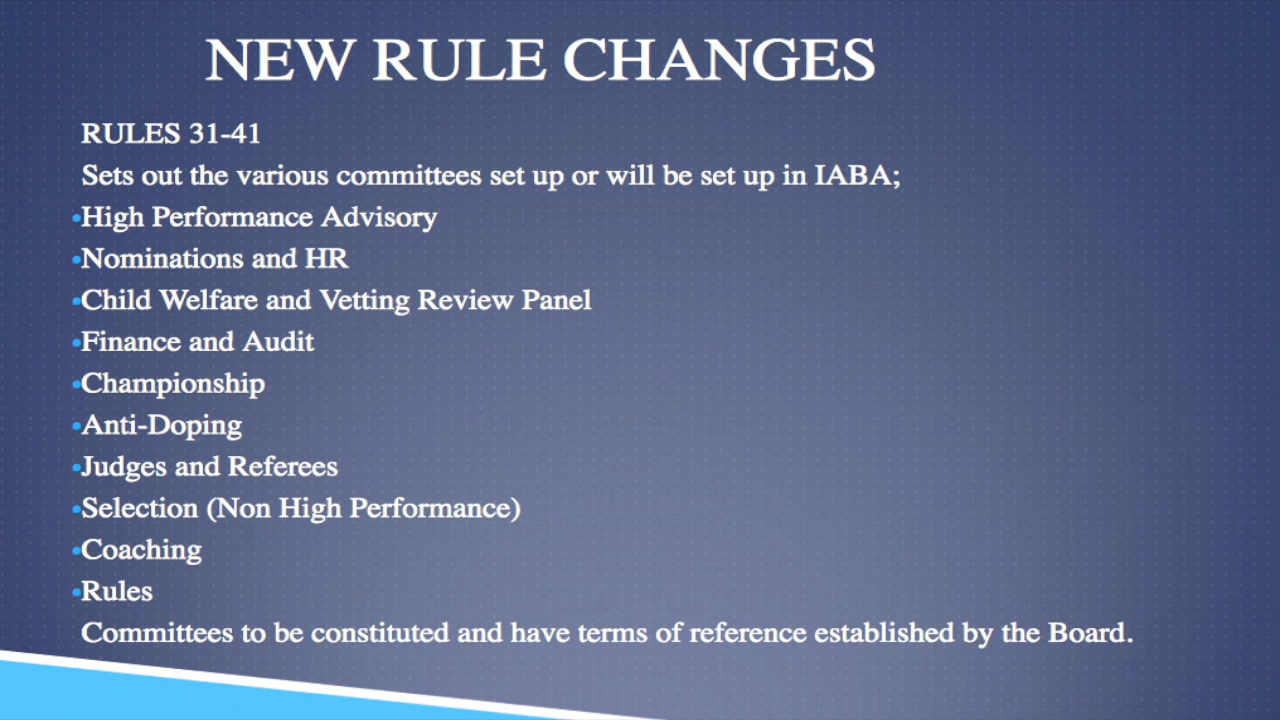 NEW RULE CHANGES
RULES 31-41
Sets out the various committees set up or will be set up in IABA;
•High Performance Advisory
•Nominations and HR
•Child Welfare and Vetting Review Panel
•Finance and Audit
•Championship
•Anti-Doping
•Judges and Referees
•Selection (Non High Performance)
•Coaching
•Rules
Committees to be constituted and have terms of reference established by the Board.